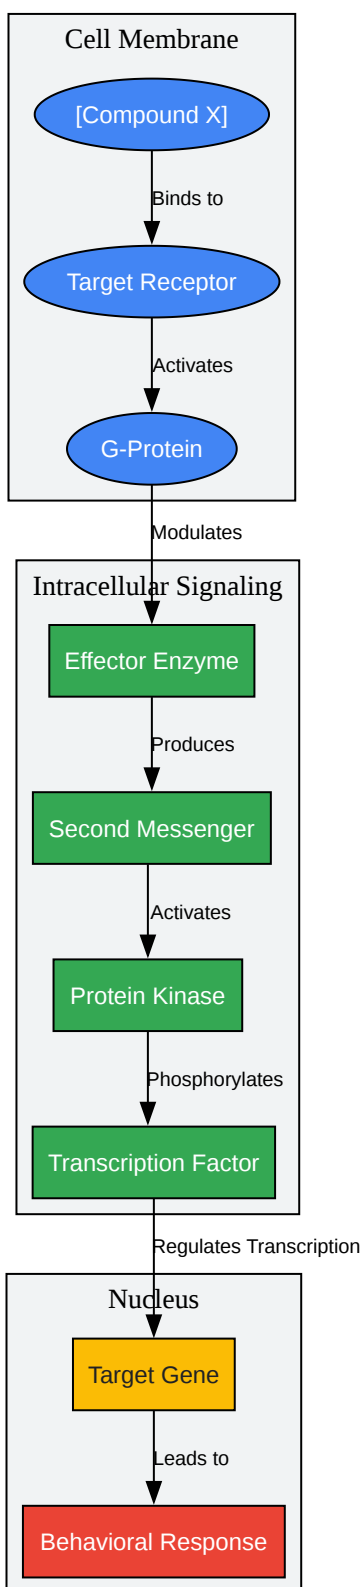 Cell Membrane
[Compound X]
Binds to
Target Receptor
Activates
G-Protein
Modulates
Intracellular Signaling
Effector Enzyme
Produces
Second Messenger
Activates
Protein Kinase
Phosphorylates
Transcription Factor
Regulates Transcription
Nucleus
Target Gene
Leads to
Behavioral Response